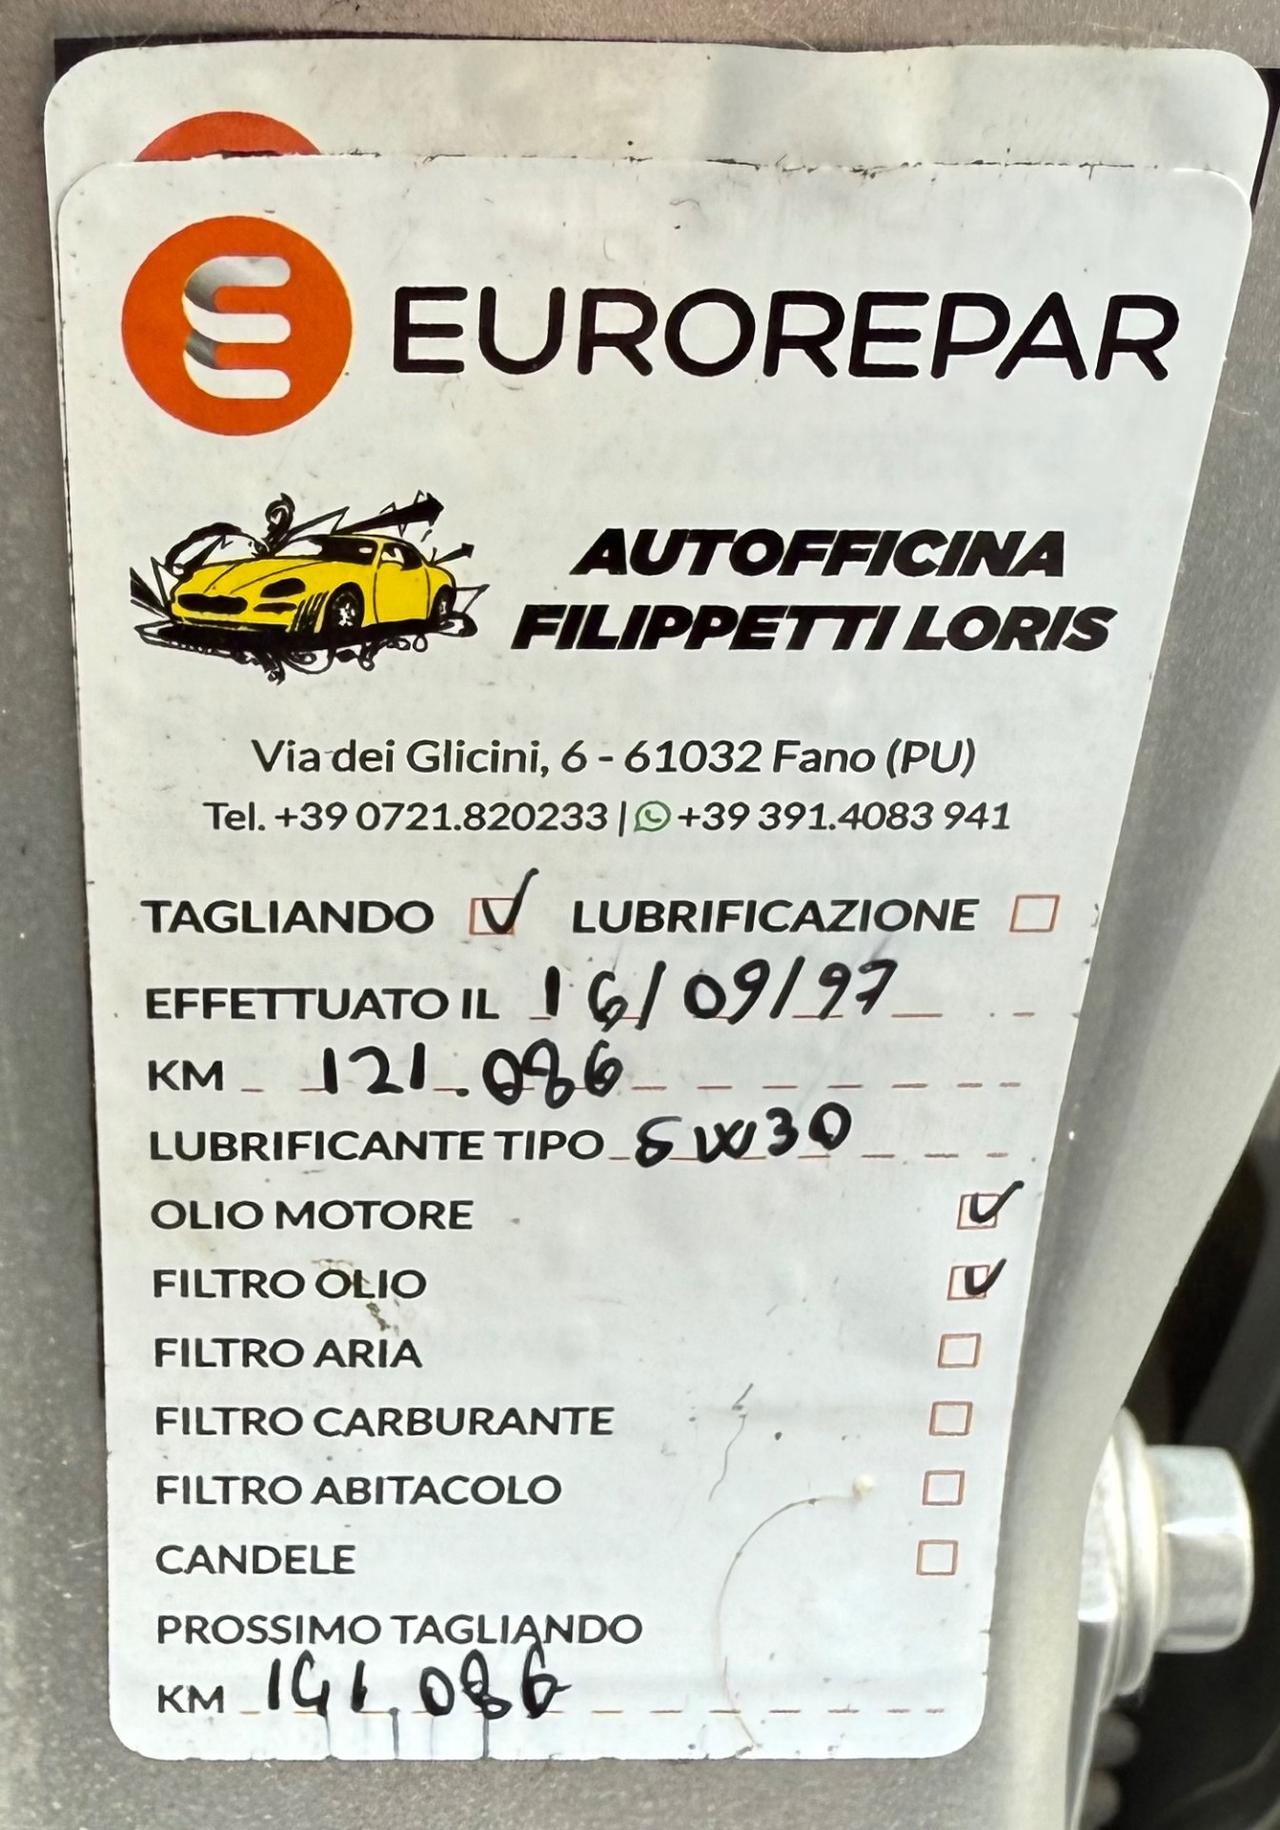 EUROREPAR
AUTOFFICINA
FILIPPETTI LORIS
Via dei Glicini, 6 - 61032 Fano (PU)
Tel. +39 0721.820233 | +39 391.4083 941
TAGLIANDO LUBRIFICAZIONE
EFFETTUATO IL 16/09/97
KM 121.086
LUBRIFICANTE TIPO 5W30
OLIO MOTORE
FILTRO OLIO
FILTRO ARIA
FILTRO CARBURANTE
FILTRO ABITACOLO
CANDELE
PROSSIMO TAGLIANDO
KM 141.086